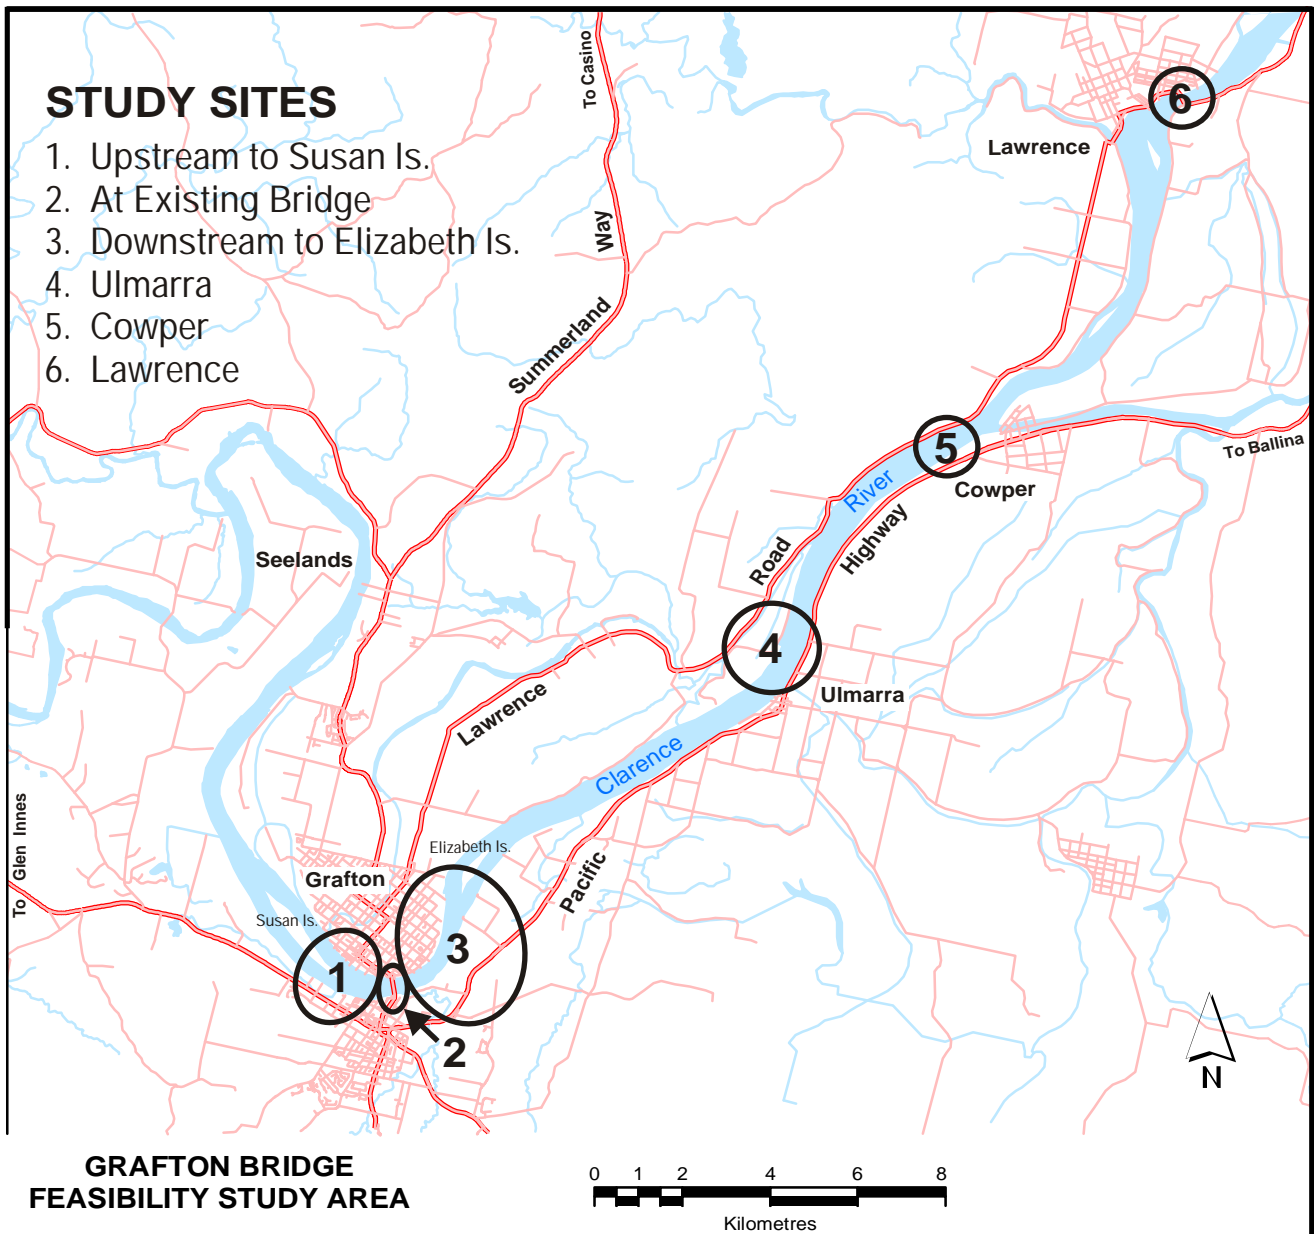 STUDY SITES
1. Upstream to Susan Is.
2. At Existing Bridge
3. Downstream to Elizabeth Is.
4. Ulmarra
5. Cowper
6. Lawrence
To Casino
Summerland Way
6
Lawrence
5
Cowper
To Ballina
River
Highway
Road
Seelands
4
Ulmarra
Lawrence
Clarence
Pacific
To Glen Innes
Elizabeth Is.
Grafton
Susan Is.
1
3
2
N
GRAFTON BRIDGE
FEASIBILITY STUDY AREA
0 1 2 4 6 8
Kilometres